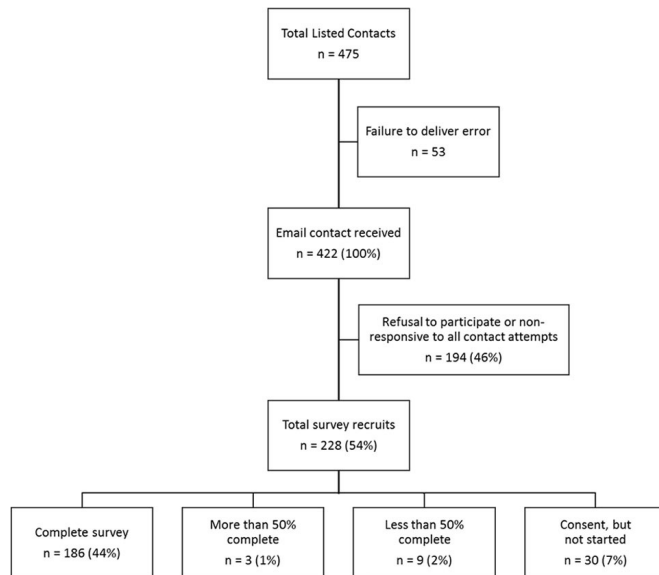 Total Listed Contacts
n = 475
Failure to deliver error
n = 53
Email contact received
n = 422 (100%)
Refusal to participate or non-
responsive to all contact attempts
n = 194 (46%)
Total survey recruits
n = 228 (54%)
Complete survey
n = 186 (44%)
More than 50%
complete
n = 3 (1%)
Less than 50%
complete
n = 9 (2%)
Consent, but
not started
n = 30 (7%)